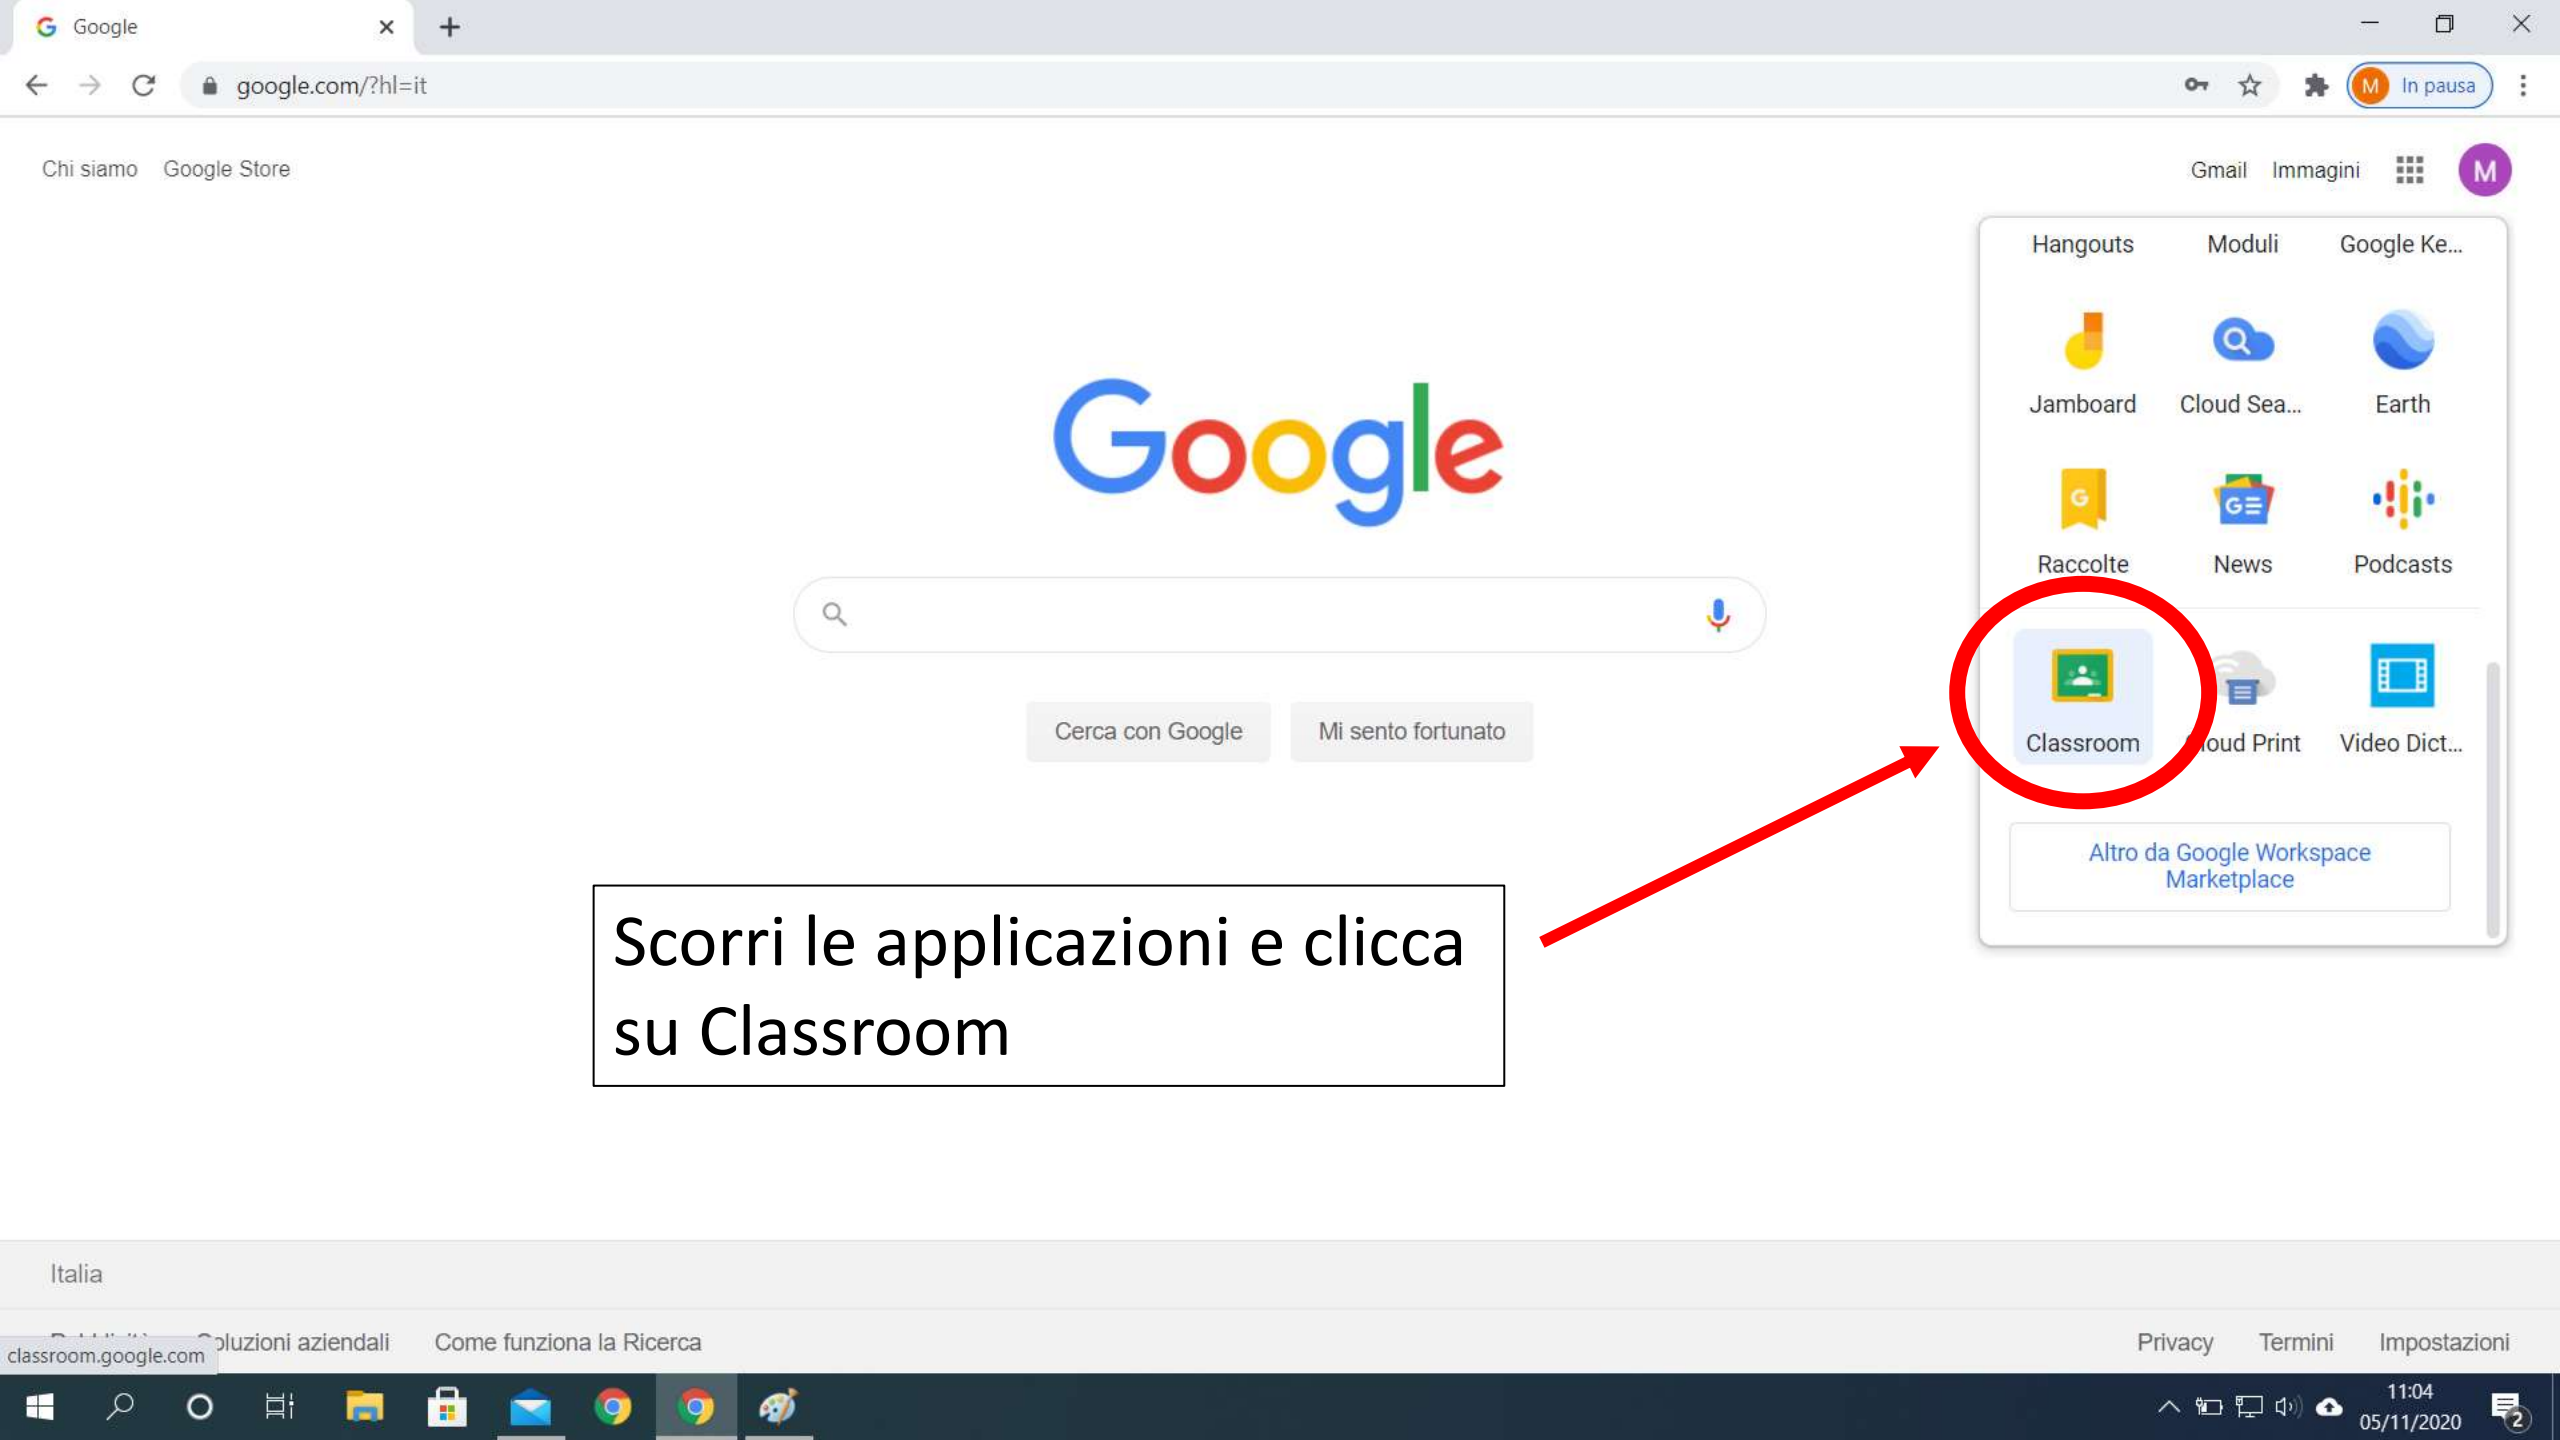 Google
google.com/?hl=it
M In pausa
Chi siamo Google Store
Gmail Immagini M
Hangouts Moduli Google Ke...
Google
Jamboard Cloud Sea... Earth
G GE
Raccolte News Podcasts
Classroom loud Print Video Dict...
Cerca con Google Mi sento fortunato
Altro da Google Workspace
Marketplace
Scorri le applicazioni e clicca
su Classroom
Italia
oluzioni aziendali Come funziona la Ricerca
Privacy Termini Impostazioni
classroom.google.com
11:04
05/11/2020
2